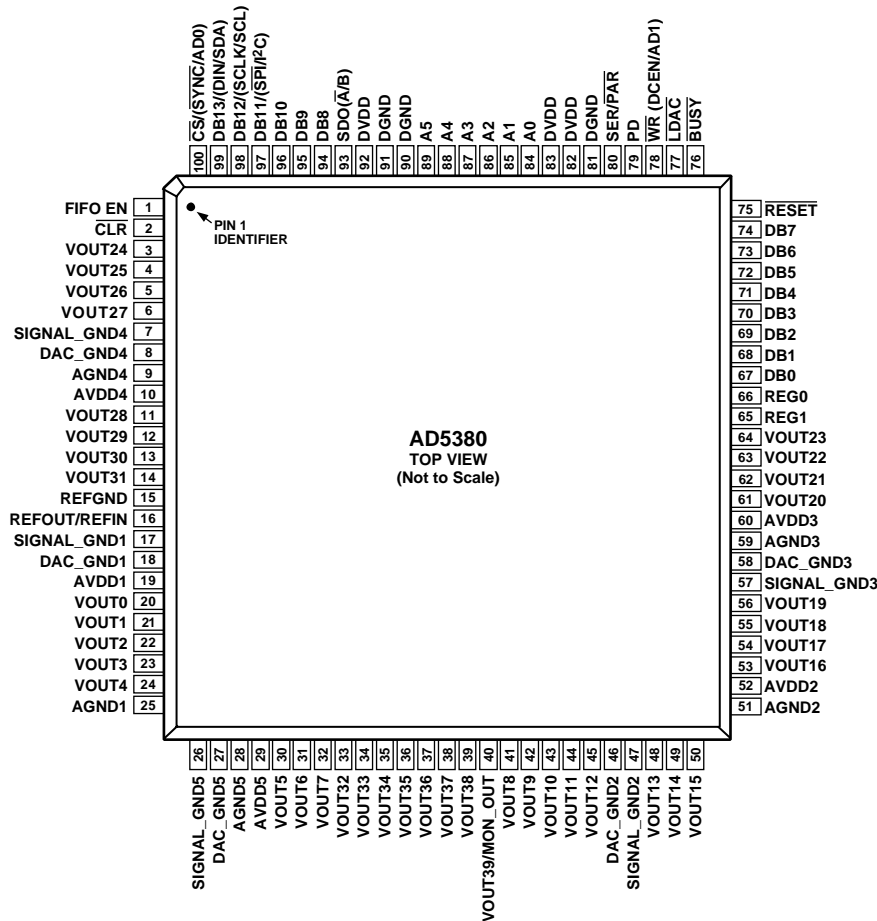 CS/(SYNC/AD0)
DB13/(DIN/SDA)
DB12/(SCLK/SCL)
DB11/(SPI/I²C)
DB10
DB9
DB8
SDO(A/B)
DVDD
DGND
DGND
A5
A4
A3
A2
A1
A0
DVDD
DVDD
DGND
SER/PAR
PD
WR (DCEN/AD1)
LDAC
BUSY
100 99 98 97 96 95 94 93 92 91 90 89 88 87 86 85 84 83 82 81 80 79 78 77 76
FIFO EN 1
CLR 2
VOUT24 3
VOUT25 4
VOUT26 5
VOUT27 6
SIGNAL_GND4 7
DAC_GND4 8
AGND4 9
AVDD4 10
VOUT28 11
VOUT29 12
VOUT30 13
VOUT31 14
REFGND 15
REFOUT/REFIN 16
SIGNAL_GND1 17
DAC_GND1 18
AVDD1 19
VOUT0 20
VOUT1 21
VOUT2 22
VOUT3 23
VOUT4 24
AGND1 25
PIN 1
IDENTIFIER
AD5380
TOP VIEW
(Not to Scale)
75 RESET
74 DB7
73 DB6
72 DB5
71 DB4
70 DB3
69 DB2
68 DB1
67 DB0
66 REG0
65 REG1
64 VOUT23
63 VOUT22
62 VOUT21
61 VOUT20
60 AVDD3
59 AGND3
58 DAC_GND3
57 SIGNAL_GND3
56 VOUT19
55 VOUT18
54 VOUT17
53 VOUT16
52 AVDD2
51 AGND2
26 27 28 29 30 31 32 33 34 35 36 37 38 39 40 41 42 43 44 45 46 47 48 49 50
SIGNAL_GND5
DAC_GND5
AGND5
AVDD5
VOUT5
VOUT6
VOUT7
VOUT32
VOUT33
VOUT34
VOUT35
VOUT36
VOUT37
VOUT38
VOUT39/MON_OUT
VOUT8
VOUT9
VOUT10
VOUT11
VOUT12
DAC_GND2
SIGNAL_GND2
VOUT13
VOUT14
VOUT15